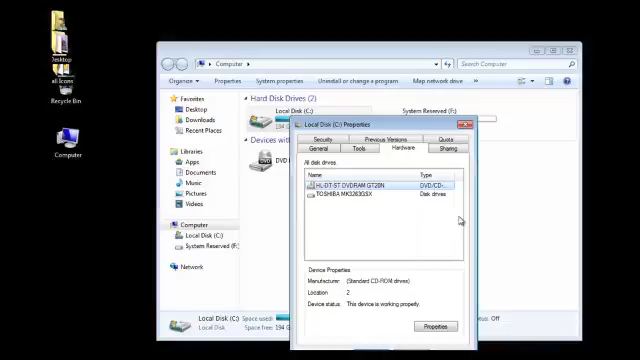 Desktop
all Icons
Recycle Bin
Computer
Computer
Search Computer
Organize
Properties
System properties
Uninstall or change a program
Map network drive
»
Favorites
Desktop
Downloads
Recent Places
Libraries
Apps
Documents
Music
Pictures
Videos
Computer
Local Disk (C:)
System Reserved (F:)
Network
Hard Disk Drives (2)
Local Disk (C:)
System Reserved (F:)
Devices with
DVD
Local Disk (C:) Properties
Security
Previous Versions
Quota
General
Tools
Hardware
Sharing
All disk drives:
Name
Type
HL-DT-ST DVDRAM GT20N
DVD/CD-...
TOSHIBA MK3263GSX
Disk drives
Device Properties
Manufacturer: (Standard CD-ROM drives)
Location: 2
Device status: This device is working properly.
Properties
Local Disk (C:) Space used:
Local Disk
Space free: 194 G
status: Off